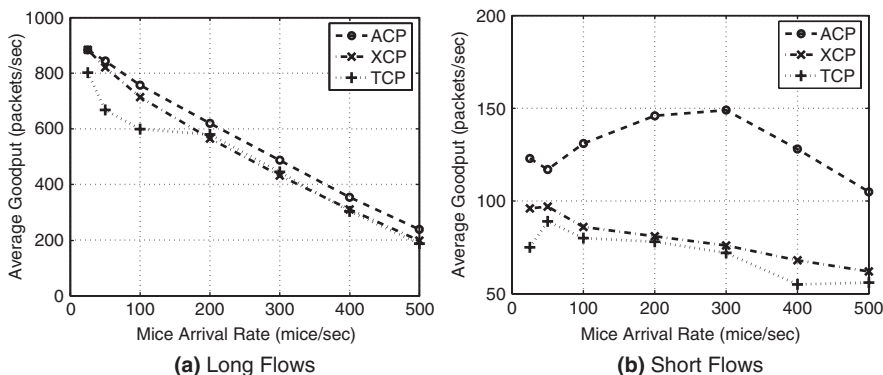 1000
800
600
400
200
0
0
100
200
300
400
500
Average Goodput (packets/sec)
Mice Arrival Rate (mice/sec)
ACP
XCP
TCP
(a) Long Flows
200
150
100
50
0
100
200
300
400
500
Average Goodput (packets/sec)
Mice Arrival Rate (mice/sec)
ACP
XCP
TCP
(b) Short Flows